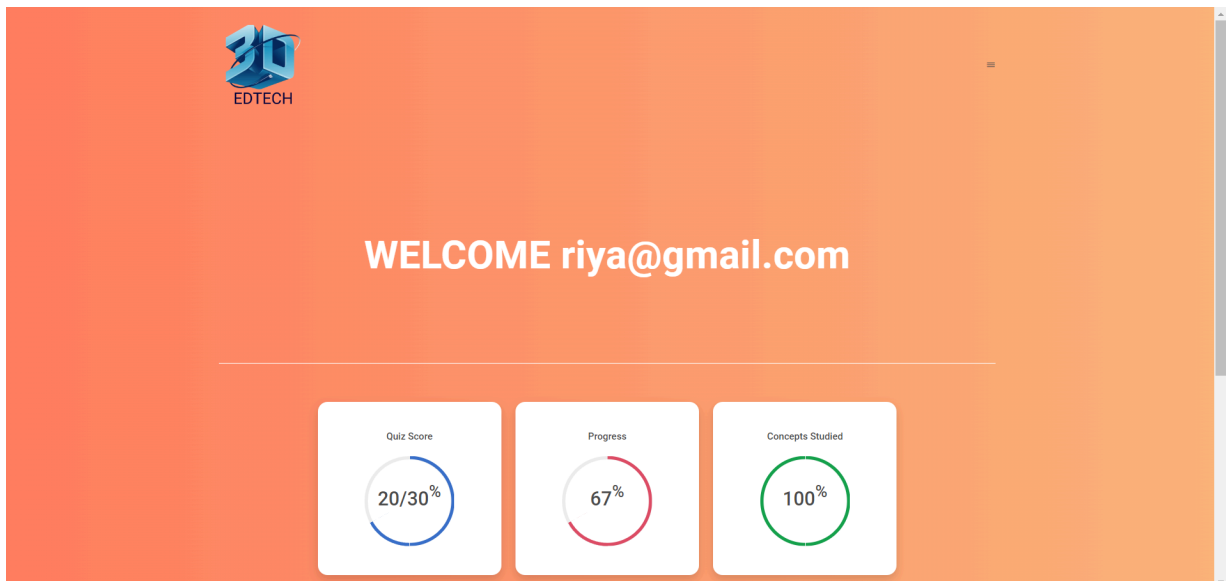 3D
EDTECH
WELCOME riya@gmail.com
Quiz Score
Progress
Concepts Studied
20/30%
67%
100%